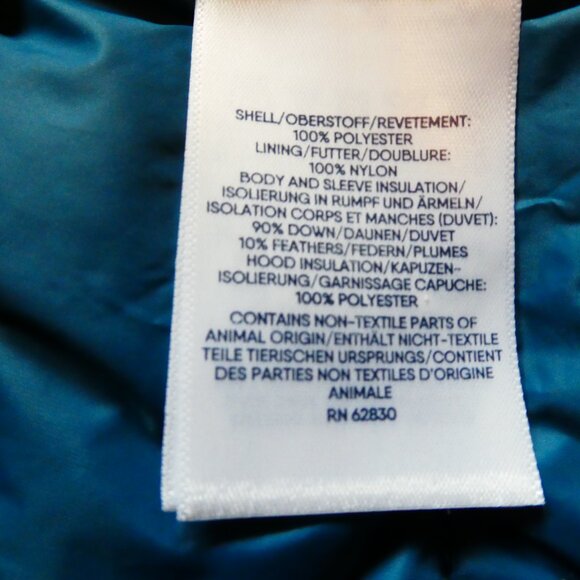 SHELL/OBERSTOFF/REVETEMENT:
100% POLYESTER
LINING/FUTTER/DOUBLURE:
100% NYLON
BODY AND SLEEVE INSULATION/
ISOLIERUNG IN RUMPF UND ÄRMELN/
ISOLATION CORPS ET MANCHES (DUVET):
90% DOWN/DAUNEN/DUVET
10% FEATHERS/FEDERN/PLUMES
HOOD INSULATION/KAPUZEN-
ISOLIERUNG/GARNISSAGE CAPUCHE:
100% POLYESTER
CONTAINS NON-TEXTILE PARTS OF
ANIMAL ORIGIN/ENTHÄLT NICHT-TEXTILE
TEILE TIERISCHEN URSPRUNGS/CONTIENT
DES PARTIES NON TEXTILES D'ORIGINE
ANIMALE
RN 62830